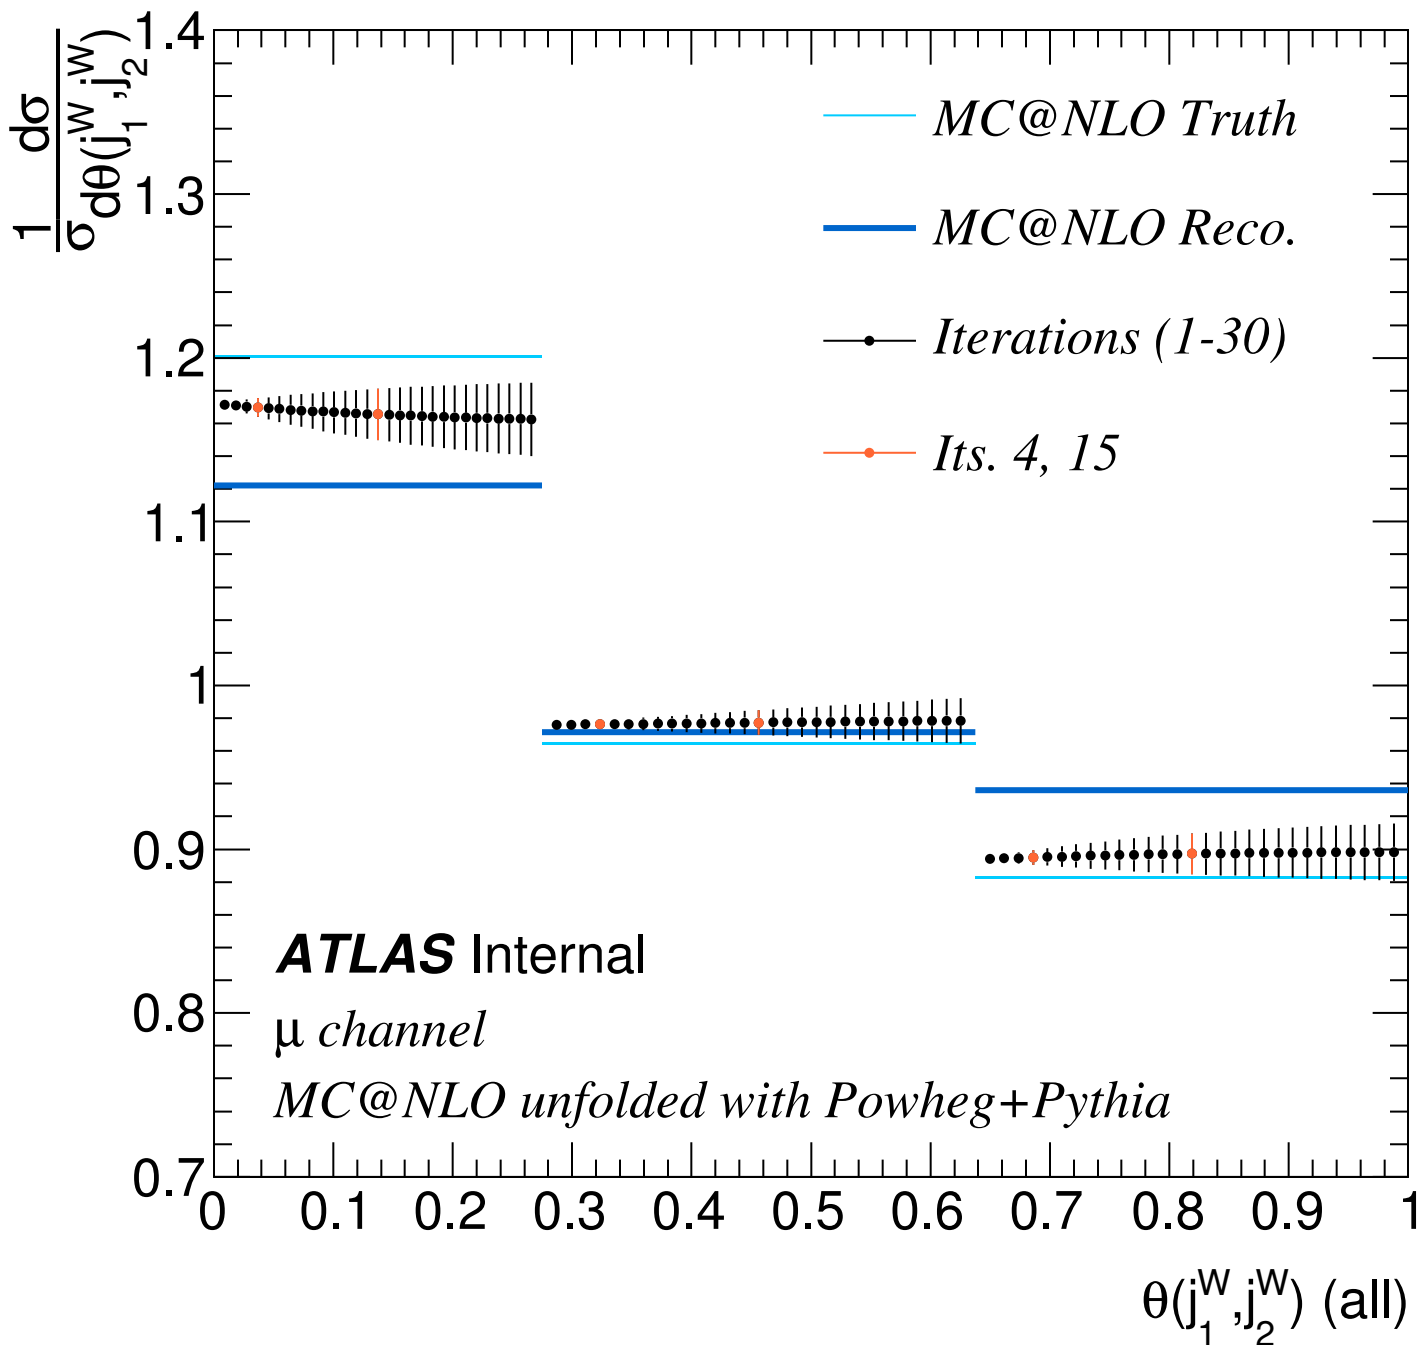 1/σ dσ/dθ(j₁ᵂ,j₂ᵂ)
1.4
1.3
1.2
1.1
1
0.9
0.8
0.7
MC@NLO Truth
MC@NLO Reco.
Iterations (1-30)
Its. 4, 15
ATLAS Internal
μ channel
MC@NLO unfolded with Powheg+Pythia
0 0.1 0.2 0.3 0.4 0.5 0.6 0.7 0.8 0.9 1
θ(j₁ᵂ,j₂ᵂ) (all)